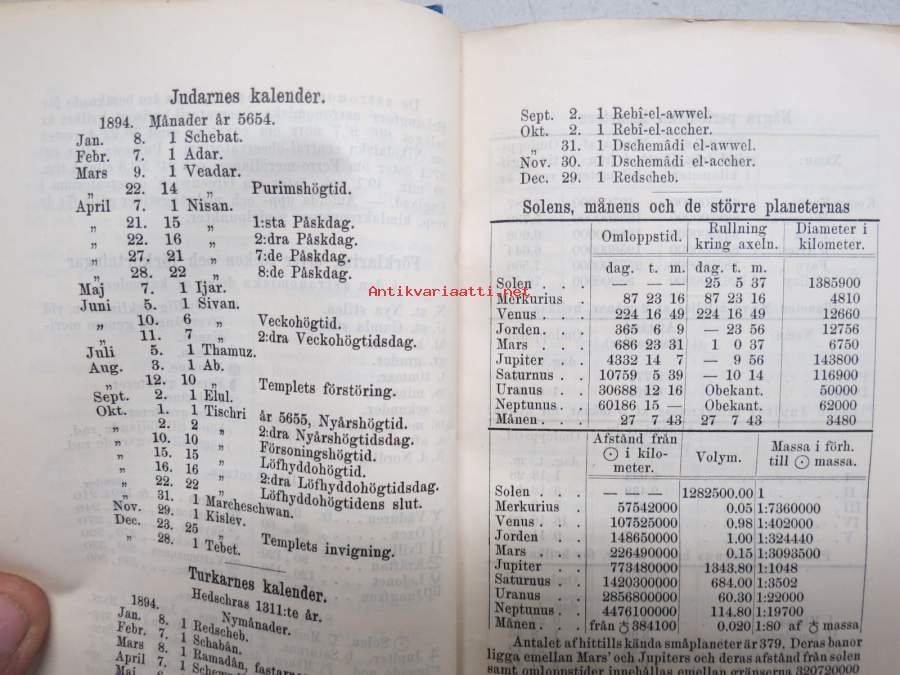 Judarnes kalender.
1894. Månader år 5654.
Jan. 8. 1 Schebat.
Febr. 7. 1 Adar.
Mars 9. 1 Veadar.
„ 22. 14 „ Purimshögtid.
April 7. 1 Nisan.
„ 21. 15 „ 1:sta Påskdag.
„ 22. 16 „ 2:dra Påskdag.
„ 27. 21 „ 7:de Påskdag.
„ 28. 22 „ 8:de Påskdag.
Maj 7. 1 Ijar.
Juni 5. 1 Sivan.
„ 10. 6 „ Veckohögtid.
„ 11. 7 „ 2:dra Veckohögtidsdag.
Juli 5. 1 Thamuz.
Aug. 3. 1 Ab.
„ 12. 10 „ Templets förstöring.
Sept. 2. 1 Elul.
Okt. 1. 1 Tischri år 5655, Nyårshögtid.
„ 2. 2 „ 2:dra Nyårshögtidsdag.
„ 10. 10 „ Försoningshögtid.
„ 15. 15 „ Löfhyddohögtid.
„ 16. 16 „ 2:dra Löfhyddohögtidsdag.
„ 22. 22 „ Löfhyddohögtidens slut.
„ 31. 1 Marcheschwan.
Nov. 29. 1 Kislev.
Dec. 23. 25 „ Templets invigning.
„ 28. 1 Tebet.
Turkarnes kalender.
Hedschras 1311:te år.
1894. Nymånader.
Jan. 8. 1 Redscheb.
Febr. 7. 1 Schabân.
Mars 8. 1 Ramadân, fastar
April 7. 1
Maj
Sept. 2. 1 Rebî-el-awwel.
Okt. 2. 1 Rebî-el-accher.
„ 31. 1 Dschemâdi el-awwel.
Nov. 30. 1 Dschemâdi el-accher.
Dec. 29. 1 Redscheb.
Solens, månens och de större planeternas
Omloppstid. Rullning kring axeln. Diameter i kilometer.
dag. t. m. dag. t. m.
Solen — — — 25 5 37 1385900
Merkurius 87 23 16 87 23 16 4810
Venus 224 16 49 224 16 49 12660
Jorden 365 6 9 — 23 56 12756
Mars 686 23 31 1 0 37 6750
Jupiter 4332 14 7 — 9 56 143800
Saturnus 10759 5 39 — 10 14 116900
Uranus 30688 12 16 Obekant. 50000
Neptunus 60186 15 — Obekant. 62000
Månen 27 7 43 27 7 43 3480
Afstånd från ☉ i kilometer. Volym. Massa i förh. till ☉ massa.
Solen — — — 1282500.00 1
Merkurius 57542000 0.05 1:7360000
Venus 107525000 0.98 1:402000
Jorden 148650000 1.00 1:324440
Mars 226490000 0.15 1:3093500
Jupiter 773480000 1343.80 1:1048
Saturnus 1420300000 684.00 1:3502
Uranus 2856800000 60.30 1:22000
Neptunus 4476100000 114.80 1:19700
Månen från ♁ 384100 0.020 1:80 af ♁ massa
Antalet af hittills kända småplaneter är 379. Deras banor
ligga emellan Mars' och Jupiters och deras afstånd från solen
samt omloppstider innehållas emellan gränserna 320720000
Antikvariaatti.net